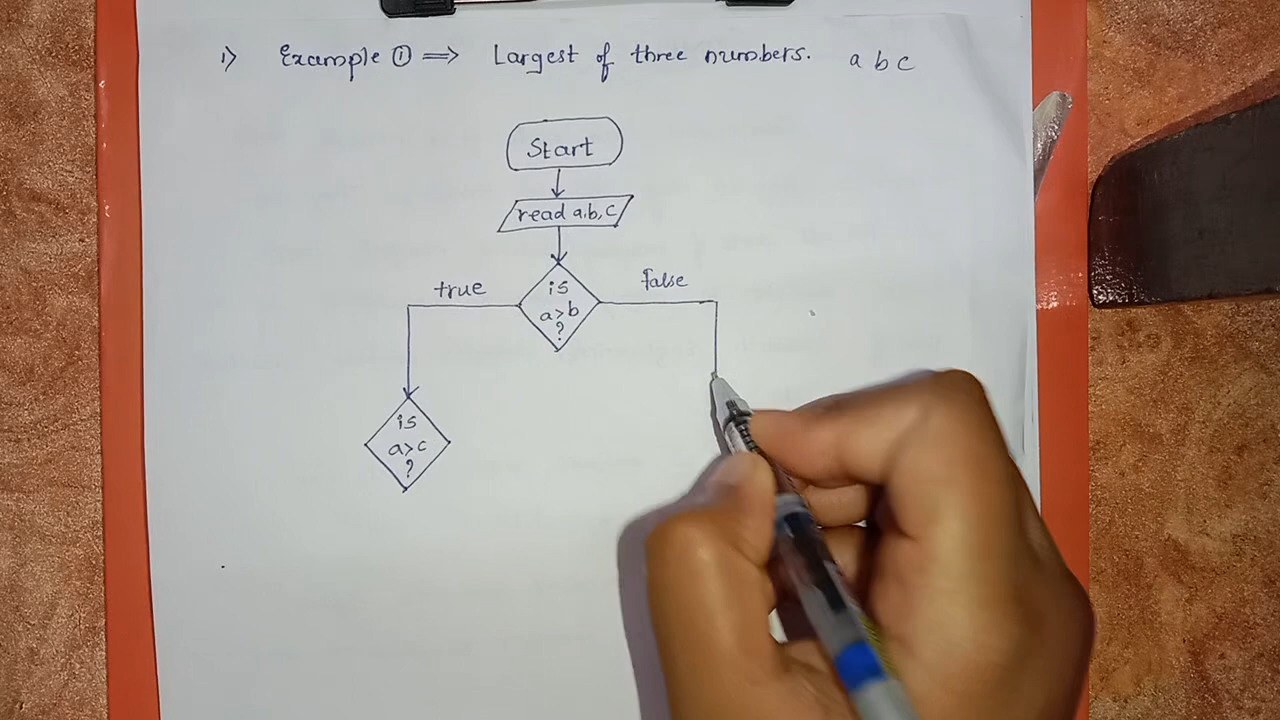 1) Example ① ⇒ Largest of three numbers. a b c
Start
read a,b,c
true
false
is
a>b
?
is
a>c
?